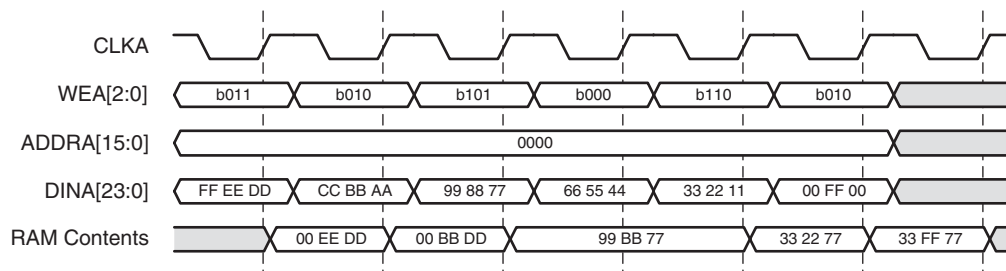 CLKA
WEA[2:0] b011 b010 b101 b000 b110 b010
ADDRA[15:0] 0000
DINA[23:0] FF EE DD CC BB AA 99 88 77 66 55 44 33 22 11 00 FF 00
RAM Contents 00 EE DD 00 BB DD 99 BB 77 33 22 77 33 FF 77